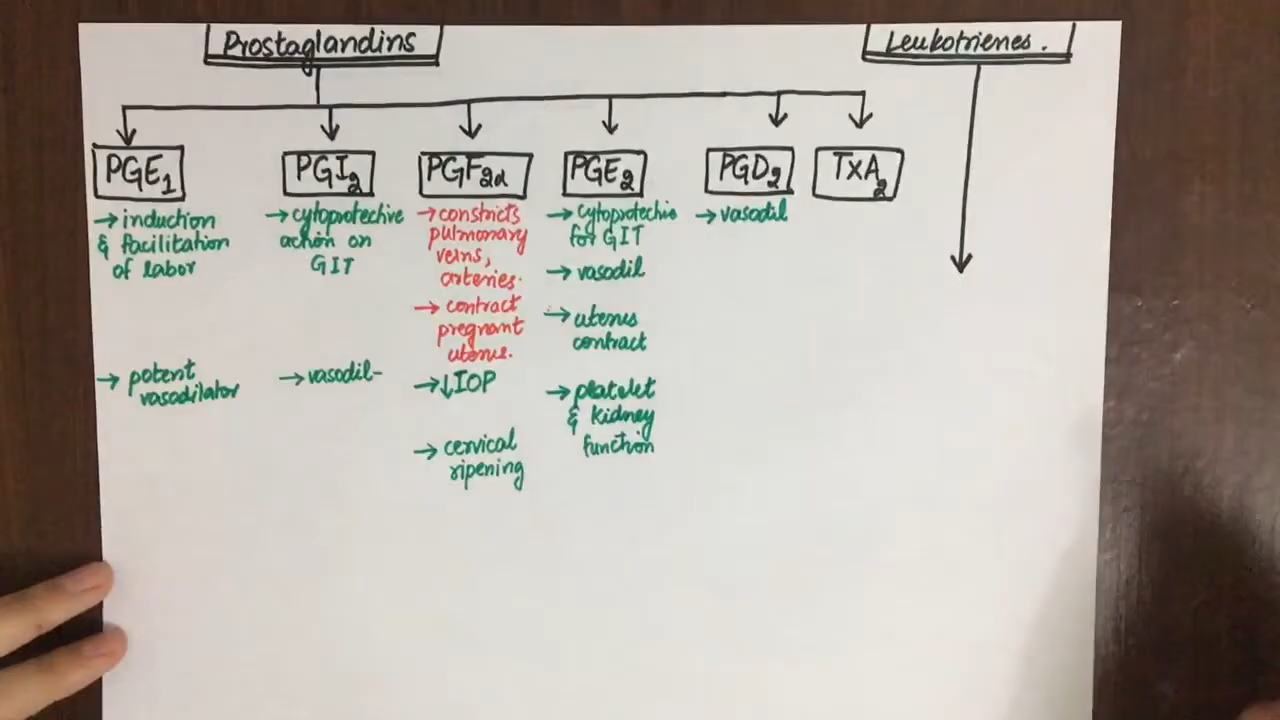 Prostaglandins
Leukotrienes.
PGE1
→ induction
& facilitation
of labor
→ potent
vasodilator
PGI2
→ cytoprotective
action on
GIT
→ vasodil-
PGF2α
→ constricts
pulmonary
veins,
arteries.
→ contract
pregnant
uterus.
→ ↓IOP
→ cervical
ripening
PGE2
→ cytoprotectio
for GIT
→ vasodil
→ uterus
contract
→ platelet
& kidney
function
PGD2
→ vasodil
TxA2